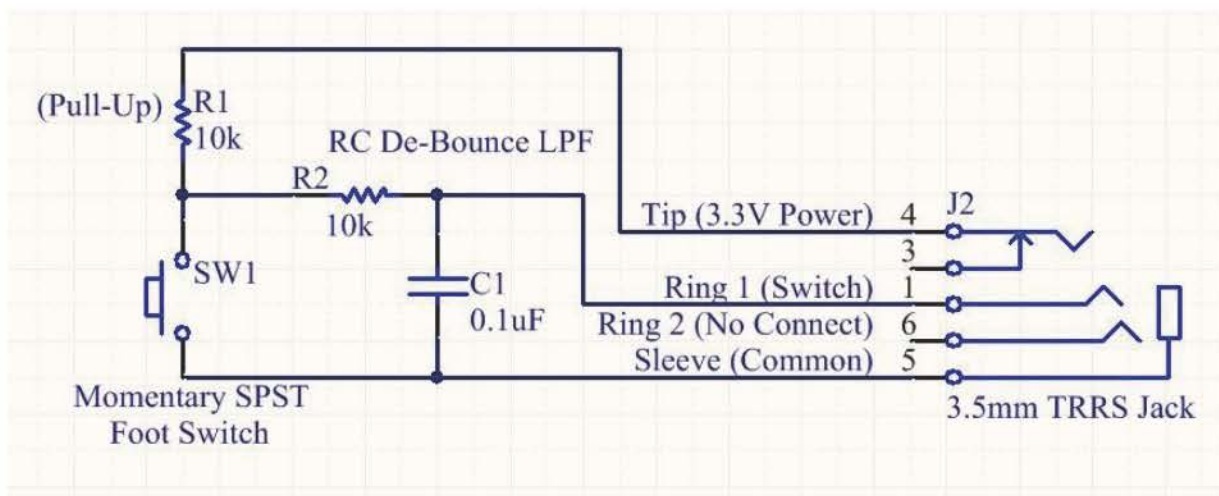 (Pull-Up)
R1
10k
RC De-Bounce LPF
R2
10k
SW1
C1
0.1uF
Momentary SPST
Foot Switch
Tip (3.3V Power) 4
3
Ring 1 (Switch) 1
Ring 2 (No Connect) 6
Sleeve (Common) 5
J2
3.5mm TRRS Jack